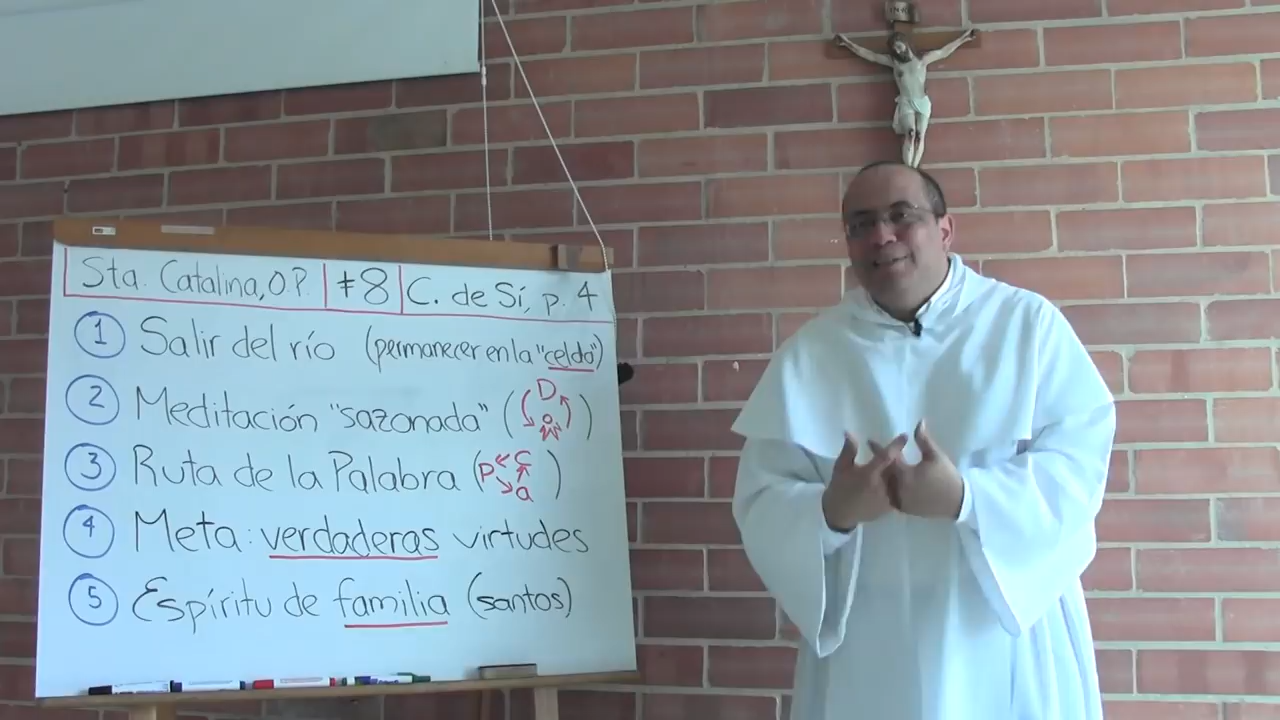 INRI
Sta. Catalina, O.P. #8 C. de Sí, p. 4
1 Salir del río (permanecer en la "celda")
2 Meditación "sazonada" (D)
3 Ruta de la Palabra (P C a)
4 Meta: verdaderas virtudes
5 Espíritu de familia (santos)